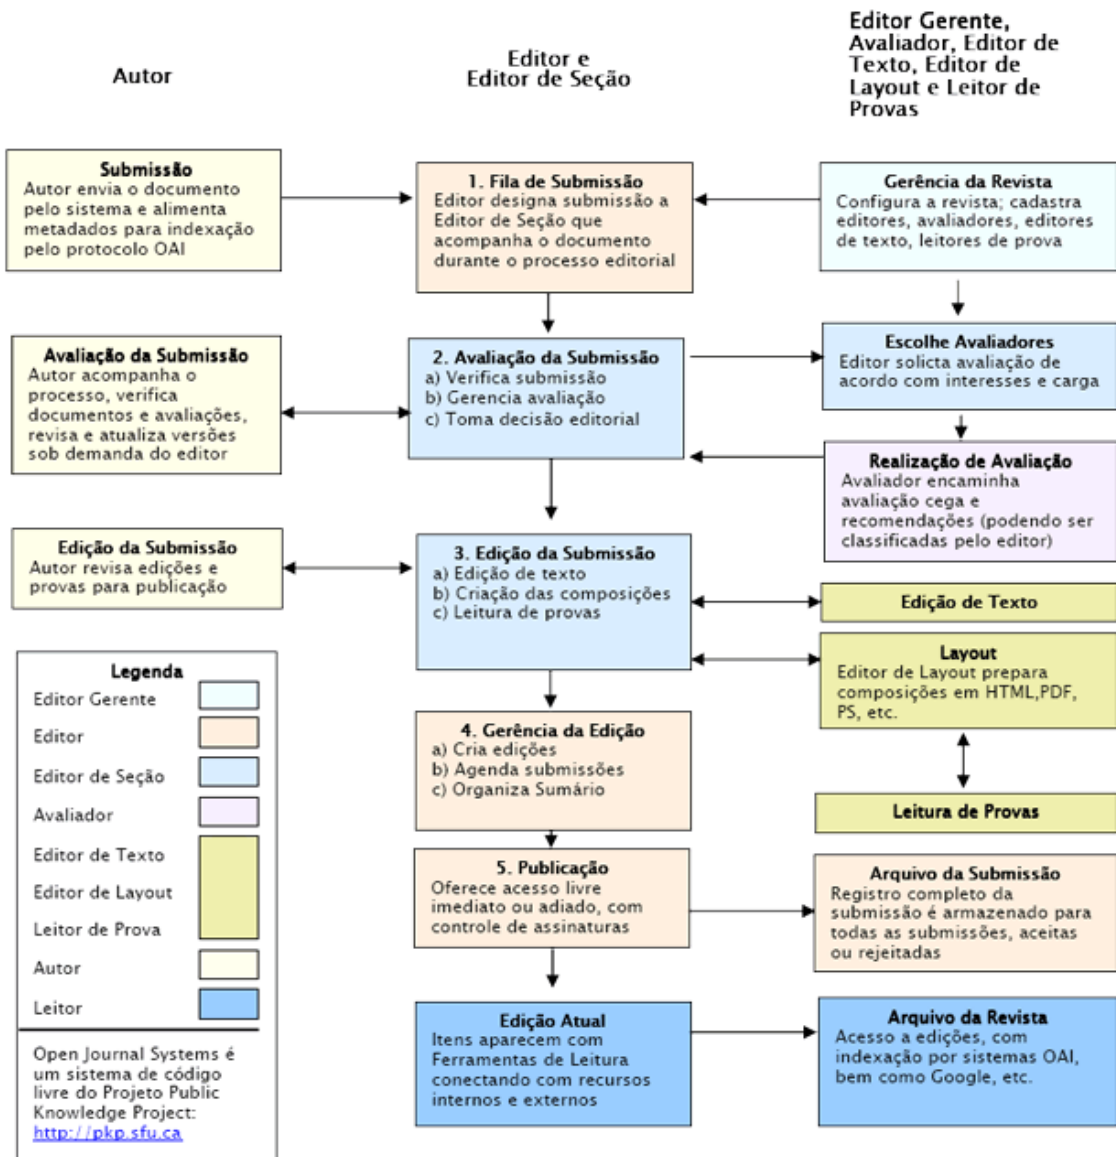 Autor
Editor e
Editor de Seção
Editor Gerente,
Avaliador, Editor de
Texto, Editor de
Layout e Leitor de
Provas
Submissão
Autor envia o documento
pelo sistema e alimenta
metadados para indexação
pelo protocolo OAI
1. Fila de Submissão
Editor designa submissão a
Editor de Seção que
acompanha o documento
durante o processo editorial
Gerência da Revista
Configura a revista; cadastra
editores, avaliadores, editores
de texto, leitores de prova
Avaliação da Submissão
Autor acompanha o
processo, verifica
documentos e avaliações,
revisa e atualiza versões
sob demanda do editor
2. Avaliação da Submissão
a) Verifica submissão
b) Gerencia avaliação
c) Toma decisão editorial
Escolhe Avaliadores
Editor solicta avaliação de
acordo com interesses e carga
Realização de Avaliação
Avaliador encaminha
avaliação cega e
recomendações (podendo ser
classificadas pelo editor)
Edição da Submissão
Autor revisa edições e
provas para publicação
3. Edição da Submissão
a) Edição de texto
b) Criação das composições
c) Leitura de provas
Edição de Texto
Layout
Editor de Layout prepara
composições em HTML,PDF,
PS, etc.
Leitura de Provas
4. Gerência da Edição
a) Cria edições
b) Agenda submissões
c) Organiza Sumário
5. Publicação
Oferece acesso livre
imediato ou adiado, com
controle de assinaturas
Arquivo da Submissão
Registro completo da
submissão é armazenado para
todas as submissões, aceitas
ou rejeitadas
Edição Atual
Itens aparecem com
Ferramentas de Leitura
conectando com recursos
internos e externos
Arquivo da Revista
Acesso a edições, com
indexação por sistemas OAI,
bem como Google, etc.
Legenda
Editor Gerente
Editor
Editor de Seção
Avaliador
Editor de Texto
Editor de Layout
Leitor de Prova
Autor
Leitor
Open Journal Systems é
um sistema de código
livre do Projeto Public
Knowledge Project:
http://pkp.sfu.ca